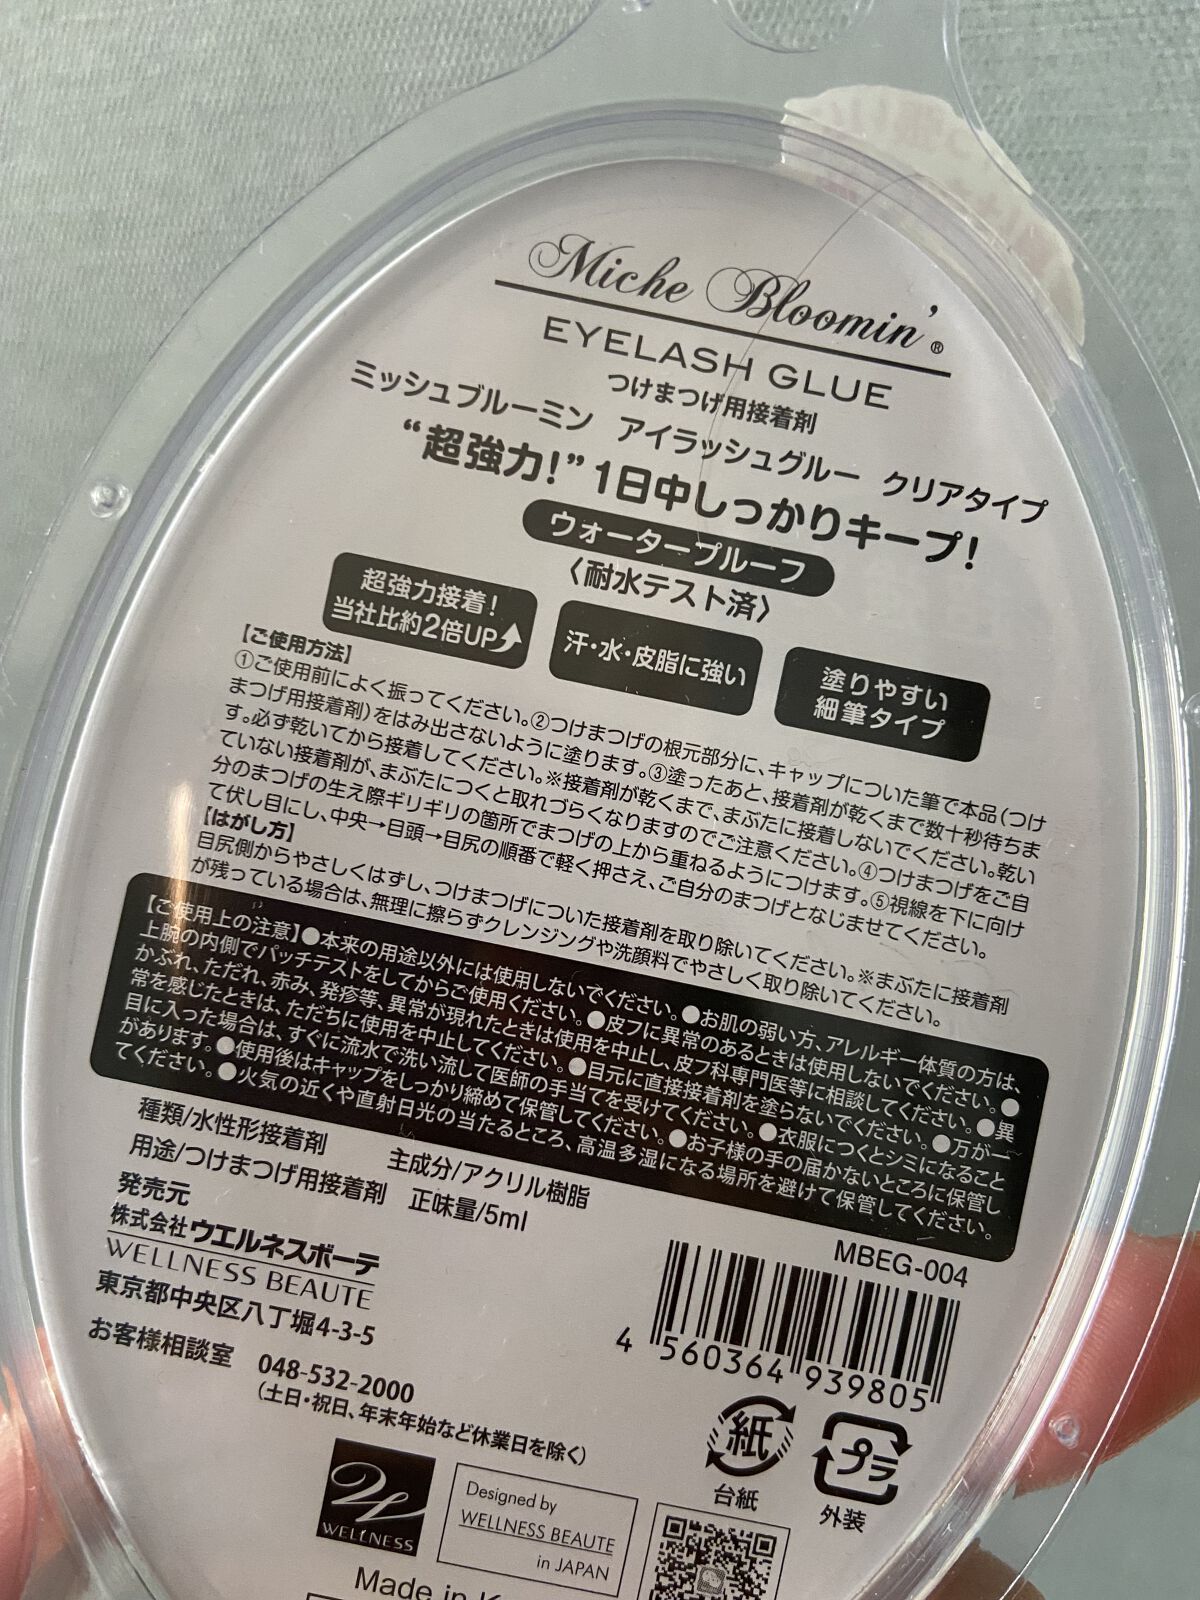 Miche Bloomin'®
EYELASH GLUE
つけまつげ用接着剤
ミッシュブルーミン アイラッシュグルー クリアタイプ
“超強力!”1日中しっかりキープ!
ウォータープルーフ
〈耐水テスト済〉
超強力接着!
当社比約2倍UP
汗・水・皮脂に強い
塗りやすい
細筆タイプ
【ご使用方法】
①ご使用前によく振ってください。②つけまつげの根元部分に、キャップについた筆で本品(つけ
まつげ用接着剤)をはみ出さないように塗ります。③塗ったあと、接着剤が乾くまで数十秒待ちま
す。必ず乾いてから接着してください。※接着剤が乾くまで、まぶたに接着しないでください。乾い
ていない接着剤が、まぶたにつくと取れづらくなりますのでご注意ください。④つけまつげをご自
分のまつげの生え際ギリギリの箇所でまつげの上から重ねるようにつけます。⑤視線を下に向け
て伏し目にし、中央→目頭→目尻の順番で軽く押さえ、ご自分のまつげとなじませてください。
【はがし方】
目尻側からやさしくはずし、つけまつげについた接着剤を取り除いてください。※まぶたに接着剤
が残っている場合は、無理に擦らずクレンジングや洗顔料でやさしく取り除いてください。
【ご使用上の注意】●本来の用途以外には使用しないでください。●お肌の弱い方、アレルギー体質の方は、
上腕の内側でパッチテストをしてからご使用ください。●皮フに異常のあるときは使用しないでください。●
かぶれ、ただれ、赤み、発疹等、異常が現れたときは使用を中止し、皮フ科専門医等に相談してください。●異
常を感じたときは、ただちに使用を中止してください。●目元に直接接着剤を塗らないでください。●万が一
目に入った場合は、すぐに流水で洗い流して医師の手当てを受けてください。●衣服につくとシミになること
があります。●使用後はキャップをしっかり締めて保管してください。●お子様の手の届かないところに保管し
てください。●火気の近くや直射日光の当たるところ、高温多湿になる場所を避けて保管してください。
種類/水性形接着剤 主成分/アクリル樹脂
用途/つけまつげ用接着剤 正味量/5ml
発売元
株式会社ウエルネスボーテ
WELLNESS BEAUTE
東京都中央区八丁堀4-3-5
お客様相談室 048-532-2000
(土日・祝日、年末年始など休業日を除く)
MBEG-004
4 560364 939805
紙
台紙
プラ
外装
WELLNESS
Designed by
WELLNESS BEAUTE
in JAPAN
Made in